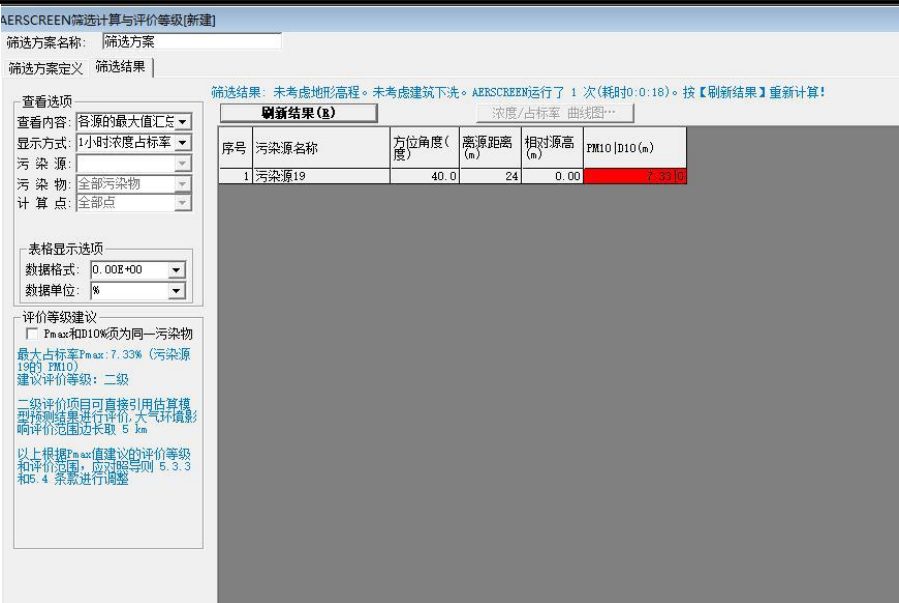 AERSCREEN筛选计算与评价等级[新建]
筛选方案名称: 筛选方案
筛选方案定义 筛选结果
筛选结果: 未考虑地形高程。未考虑建筑下洗。AERSCREEN运行了 1 次(耗时0:0:18)。按【刷新结果】重新计算!
查看选项
刷新结果(R) 浓度/占标率 曲线图…
查看内容: 各源的最大值汇总
显示方式: 1小时浓度占标率
污 染 源:
污 染 物: 全部污染物
计 算 点: 全部点
序号 污染源名称 方位角度(度) 离源距离(m) 相对源高(m) PM10|D10(m)
1 污染源19 40.0 24 0.00 7.33|0
表格显示选项
数据格式: 0.00E+00
数据单位: %
评价等级建议
Pmax和D10%须为同一污染物
最大占标率Pmax:7.33% (污染源
19的 PM10)
建议评价等级: 二级
二级评价项目可直接引用估算模
型预测结果进行评价,大气环境影
响评价范围边长取 5 km
以上根据Pmax值建议的评价等级
和评价范围,应对照导则 5.3.3
和5.4 条款进行调整